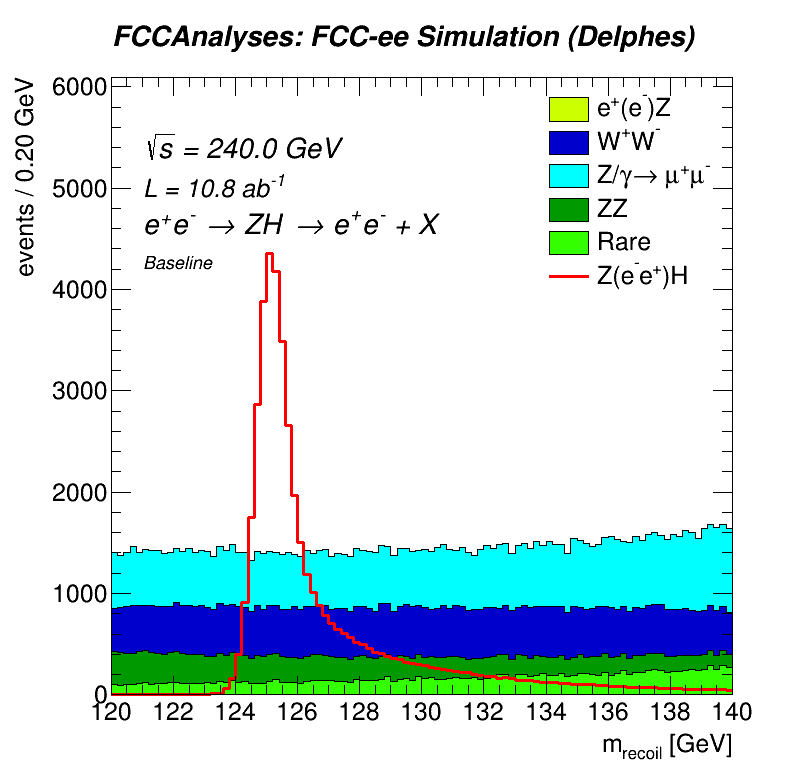 FCCAnalyses: FCC-ee Simulation (Delphes)
events / 0.20 GeV
6000
5000
4000
3000
2000
1000
0
√s = 240.0 GeV
L = 10.8 ab⁻¹
e⁺e⁻ → ZH → e⁺e⁻ + X
Baseline
e⁺(e⁻)Z
W⁺W⁻
Z/γ→ μ⁺μ⁻
ZZ
Rare
Z(e⁻e⁺)H
120 122 124 126 128 130 132 134 136 138 140
m_recoil [GeV]